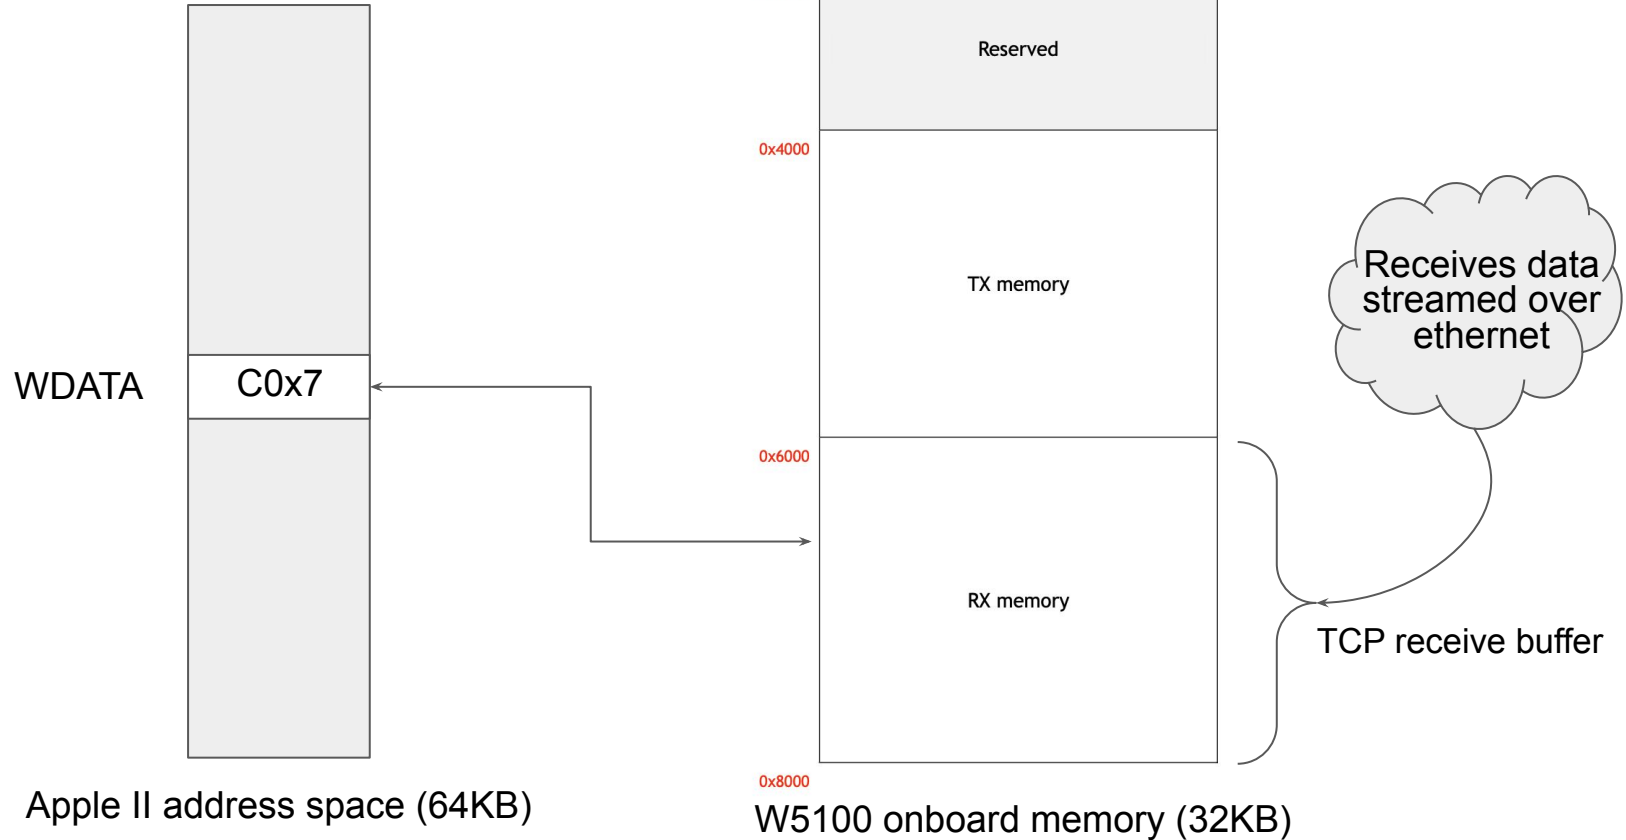 Reserved
0x4000
TX memory
Receives data
streamed over
ethernet
WDATA
C0x7
0x6000
RX memory
TCP receive buffer
0x8000
Apple II address space (64KB)
W5100 onboard memory (32KB)